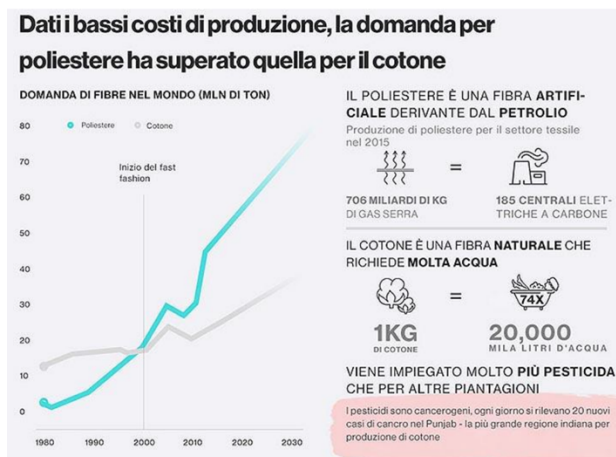 Dati i bassi costi di produzione, la domanda per
poliestere ha superato quella per il cotone
DOMANDA DI FIBRE NEL MONDO (MLN DI TON)
Poliestere
Cotone
80
70
60
50
40
30
20
10
0
Inizio del fast
fashion
1980
1990
2000
2010
2020
2030
IL POLIESTERE È UNA FIBRA ARTIFI-
CIALE DERIVANTE DAL PETROLIO
Produzione di poliestere per il settore tessile
nel 2015
=
706 MILIARDI DI KG
DI GAS SERRA
185 CENTRALI ELET-
TRICHE A CARBONE
IL COTONE È UNA FIBRA NATURALE CHE
RICHIEDE MOLTA ACQUA
=
74X
1KG
DI COTONE
20,000
MILA LITRI D'ACQUA
VIENE IMPIEGATO MOLTO PIÙ PESTICIDA
CHE PER ALTRE PIANTAGIONI
I pesticidi sono cancerogeni, ogni giorno si rilevano 20 nuovi
casi di cancro nel Punjab - la più grande regione indiana per
produzione di cotone